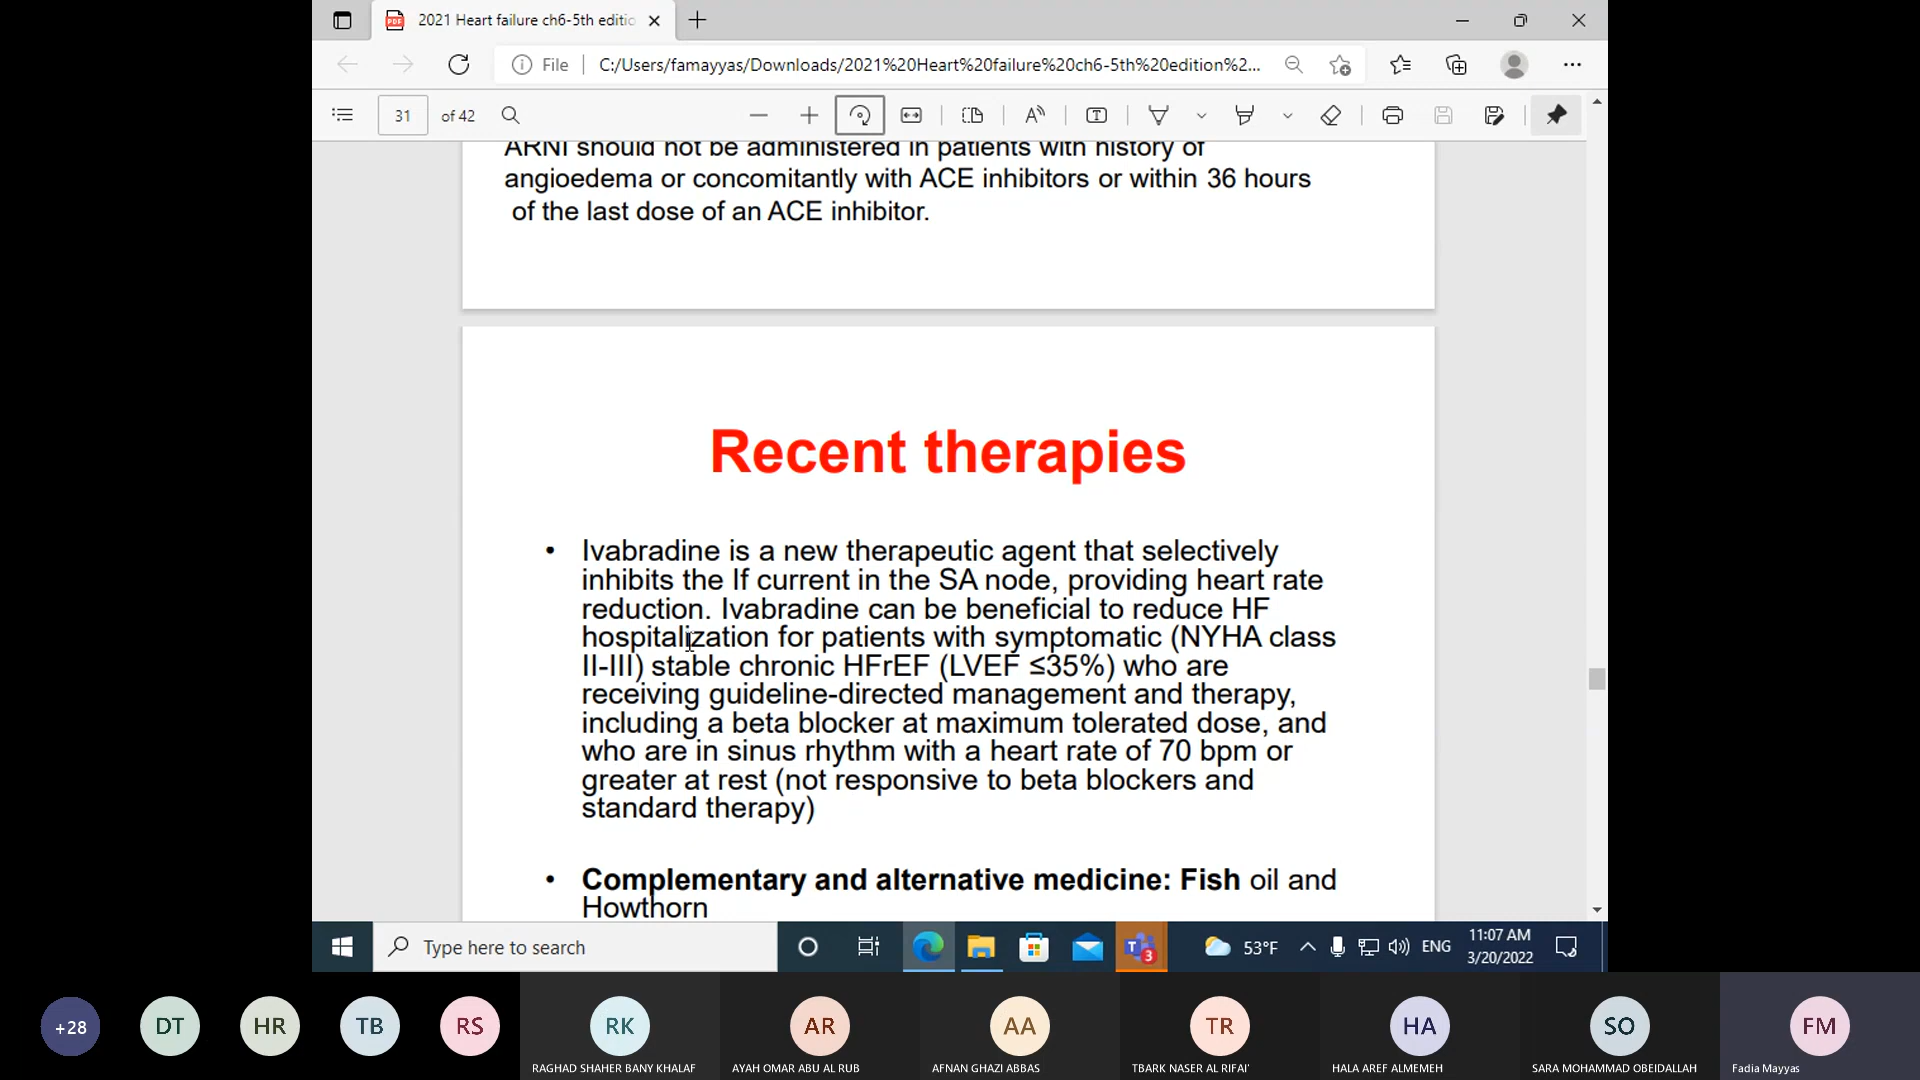 2021 Heart failure ch6-5th editio
File
C:/Users/famayyas/Downloads/2021%20Heart%20failure%20ch6-5th%20edition%2...
31 of 42
ARNI should not be administered in patients with history of
angioedema or concomitantly with ACE inhibitors or within 36 hours
of the last dose of an ACE inhibitor.
Recent therapies
• Ivabradine is a new therapeutic agent that selectively
inhibits the If current in the SA node, providing heart rate
reduction. Ivabradine can be beneficial to reduce HF
hospitalization for patients with symptomatic (NYHA class
II-III) stable chronic HFrEF (LVEF ≤35%) who are
receiving guideline-directed management and therapy,
including a beta blocker at maximum tolerated dose, and
who are in sinus rhythm with a heart rate of 70 bpm or
greater at rest (not responsive to beta blockers and
standard therapy)
• Complementary and alternative medicine: Fish oil and
Howthorn
Type here to search
3
53°F
ENG
11:07 AM
3/20/2022
+28
DT
HR
TB
RS
RK
AR
AA
TR
HA
SO
FM
RAGHAD SHAHER BANY KHALAF
AYAH OMAR ABU AL RUB
AFNAN GHAZI ABBAS
TBARK NASER AL RIFAI'
HALA AREF ALMEMEH
SARA MOHAMMAD OBEIDALLAH
Fadia Mayyas